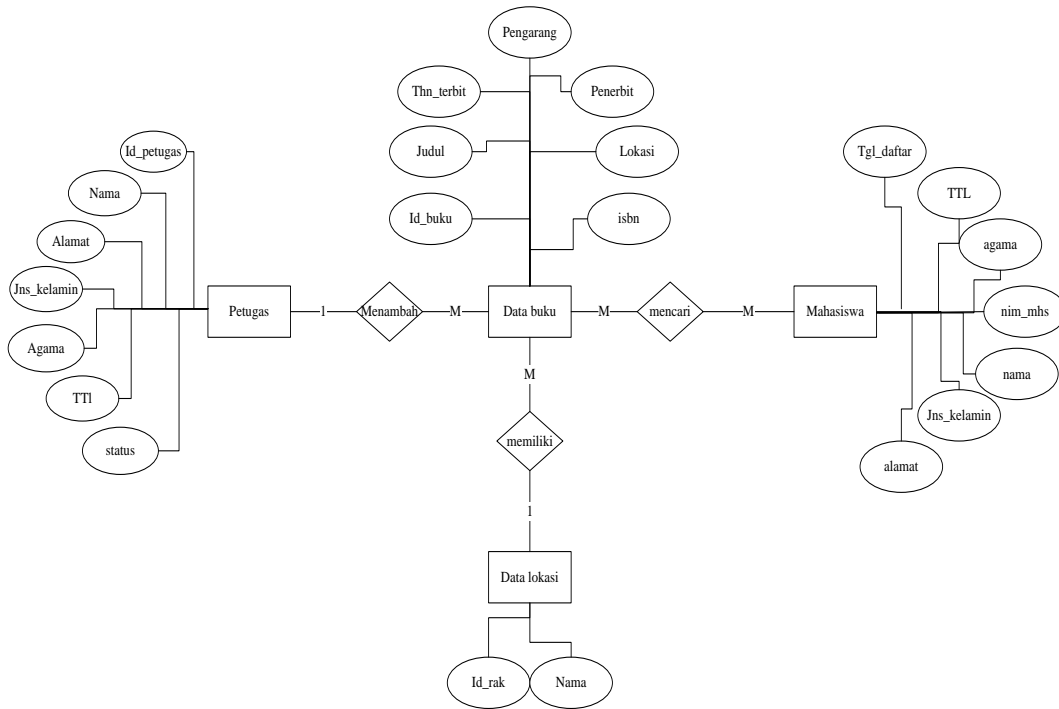 Pengarang
Thn_terbit
Penerbit
Judul
Lokasi
Id_buku
isbn
Id_petugas
Nama
Alamat
Jns_kelamin
Agama
TTl
status
Tgl_daftar
TTL
agama
nim_mhs
nama
Jns_kelamin
alamat
Petugas
1
Menambah
M
Data buku
M
mencari
M
Mahasiswa
M
memiliki
1
Data lokasi
Id_rak
Nama